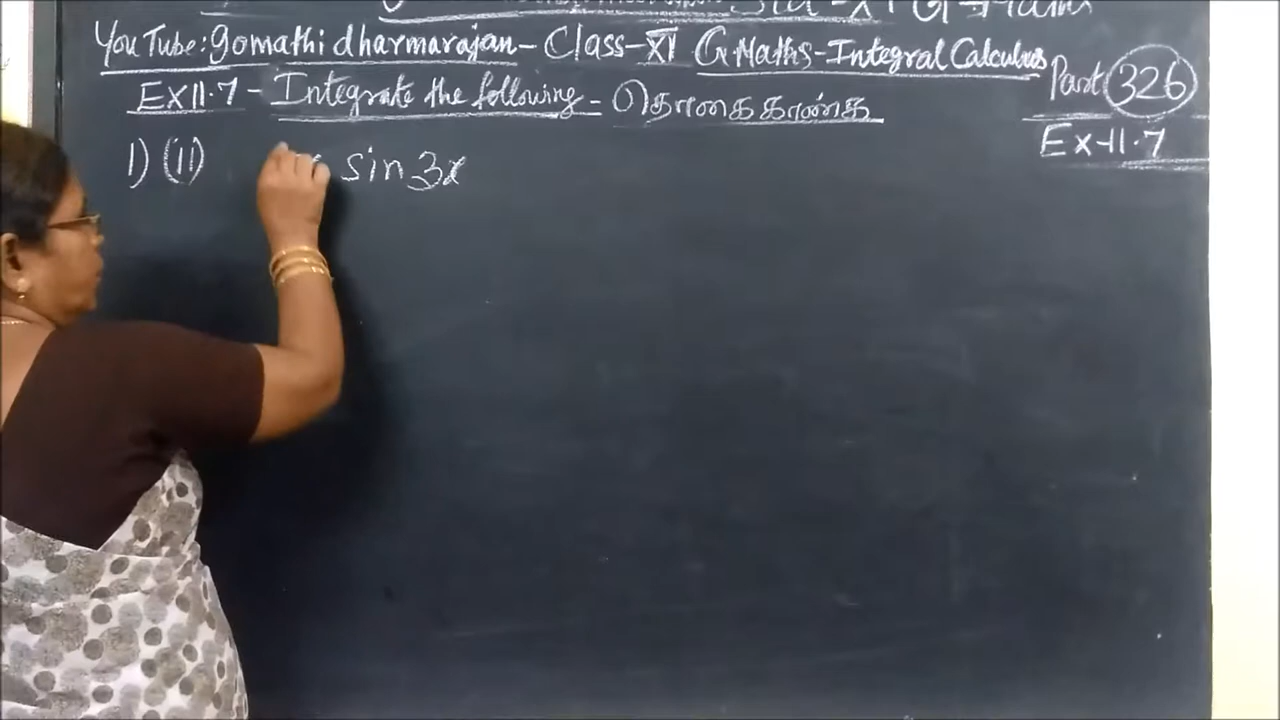 YouTube: gomathi dharmarajan - Class-XI G Maths - Integral Calculus
Part 326
EX 11.7 - Integrate the following - தொகை காண்க
Ex-11.7
1) (ii) sin 3x